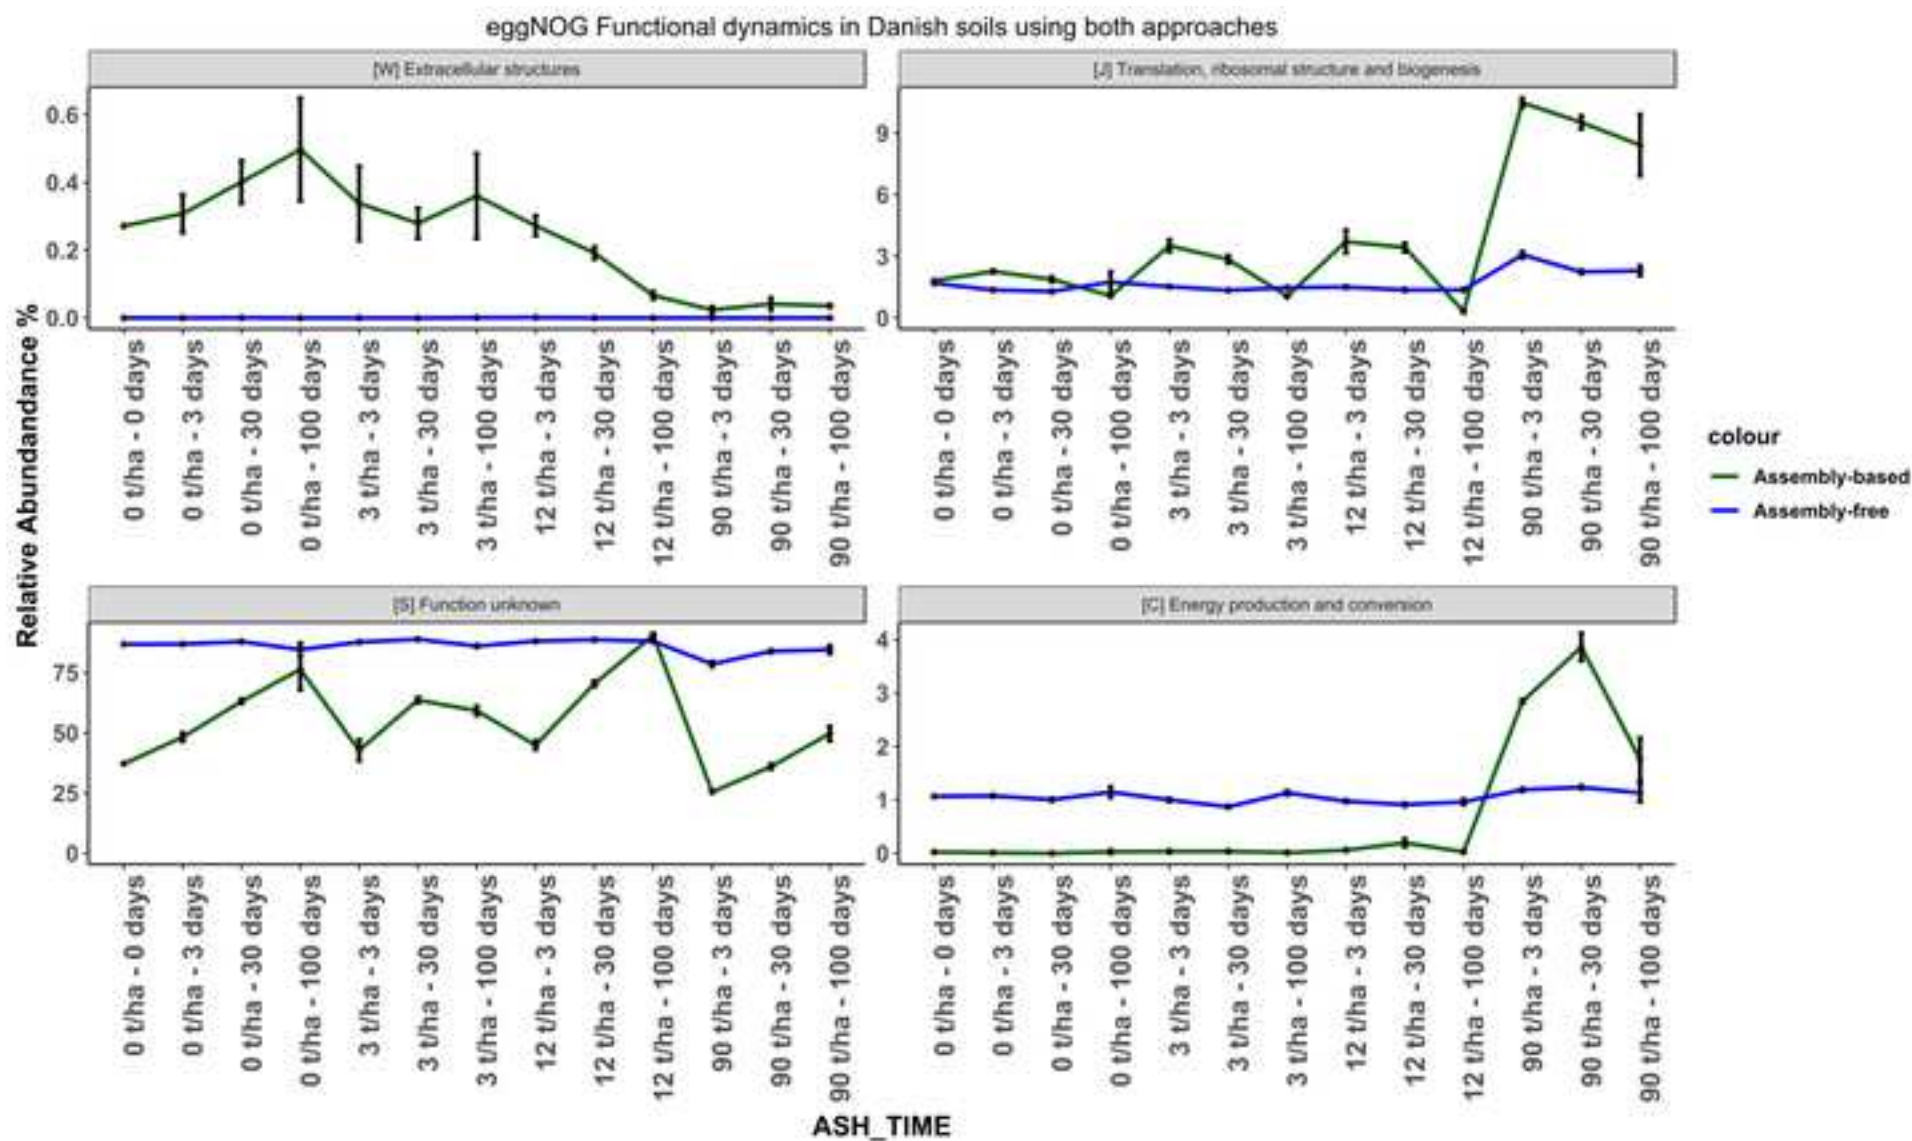 eggNOG Functional dynamics in Danish soils using both approaches
[W] Extracellular structures
[J] Translation, ribosomal structure and biogenesis
0.6
0.4
0.2
0.0
9
6
3
0
0 t/ha - 0 days
0 t/ha - 3 days
0 t/ha - 30 days
0 t/ha - 100 days
3 t/ha - 3 days
3 t/ha - 30 days
3 t/ha - 100 days
12 t/ha - 3 days
12 t/ha - 30 days
12 t/ha - 100 days
90 t/ha - 3 days
90 t/ha - 30 days
90 t/ha - 100 days
0 t/ha - 0 days
0 t/ha - 3 days
0 t/ha - 30 days
0 t/ha - 100 days
3 t/ha - 3 days
3 t/ha - 30 days
3 t/ha - 100 days
12 t/ha - 3 days
12 t/ha - 30 days
12 t/ha - 100 days
90 t/ha - 3 days
90 t/ha - 30 days
90 t/ha - 100 days
Relative Abundandance %
colour
Assembly-based
Assembly-free
[S] Function unknown
[C] Energy production and conversion
75
50
25
0
4
3
2
1
0
0 t/ha - 0 days
0 t/ha - 3 days
0 t/ha - 30 days
0 t/ha - 100 days
3 t/ha - 3 days
3 t/ha - 30 days
3 t/ha - 100 days
12 t/ha - 3 days
12 t/ha - 30 days
12 t/ha - 100 days
90 t/ha - 3 days
90 t/ha - 30 days
90 t/ha - 100 days
0 t/ha - 0 days
0 t/ha - 3 days
0 t/ha - 30 days
0 t/ha - 100 days
3 t/ha - 3 days
3 t/ha - 30 days
3 t/ha - 100 days
12 t/ha - 3 days
12 t/ha - 30 days
12 t/ha - 100 days
90 t/ha - 3 days
90 t/ha - 30 days
90 t/ha - 100 days
ASH_TIME